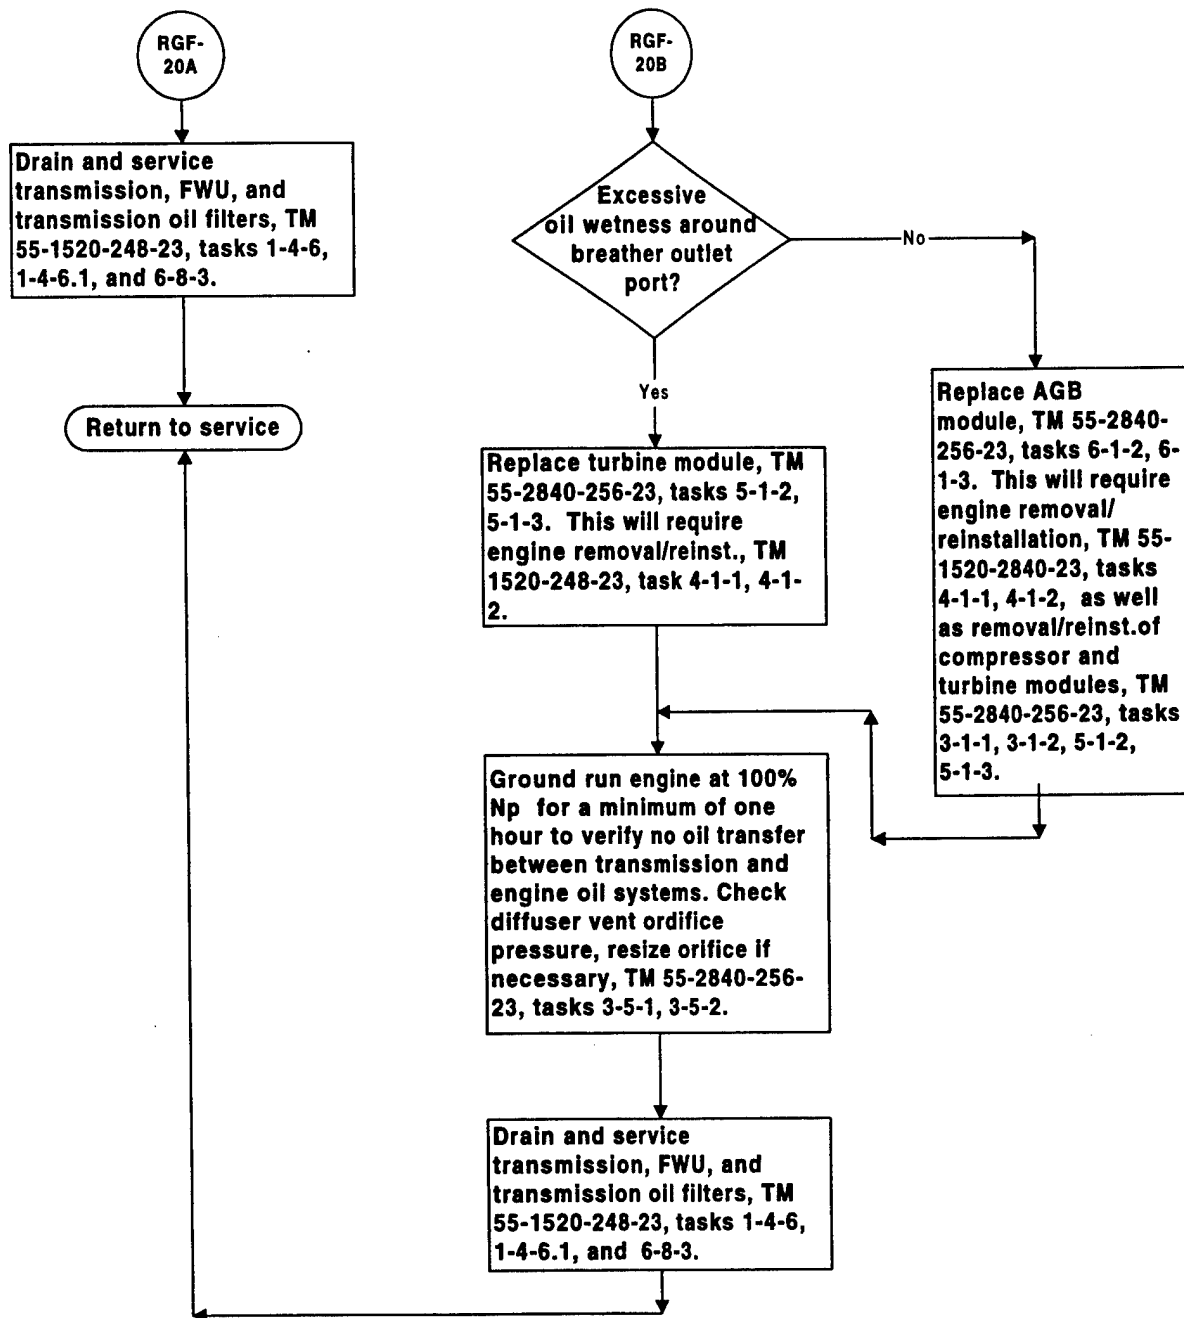 RGF-
20A
Drain and service
transmission, FWU, and
transmission oil filters, TM
55-1520-248-23, tasks 1-4-6,
1-4-6.1, and 6-8-3.
Return to service
RGF-
20B
Excessive
oil wetness around
breather outlet
port?
No
Yes
Replace turbine module, TM
55-2840-256-23, tasks 5-1-2,
5-1-3.  This will require
engine removal/reinst., TM
1520-248-23, task 4-1-1, 4-1-
2.
Replace AGB
module, TM 55-2840-
256-23, tasks 6-1-2, 6-
1-3.  This will require
engine removal/
reinstallation, TM 55-
1520-2840-23, tasks
4-1-1, 4-1-2,  as well
as removal/reinst.of
compressor and
turbine modules, TM
55-2840-256-23, tasks
3-1-1, 3-1-2, 5-1-2,
5-1-3.
Ground run engine at 100%
Np  for a minimum of one
hour to verify no oil transfer
between transmission and
engine oil systems. Check
diffuser vent ordifice
pressure, resize orifice if
necessary, TM 55-2840-256-
23, tasks 3-5-1, 3-5-2.
Drain and service
transmission, FWU, and
transmission oil filters, TM
55-1520-248-23, tasks 1-4-6,
1-4-6.1, and  6-8-3.